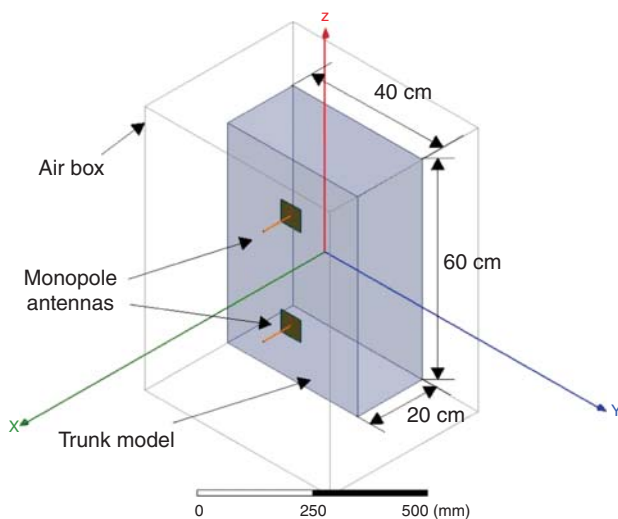 z
40 cm
Air box
Monopole
antennas
60 cm
X
Y
20 cm
Trunk model
0 250 500 (mm)